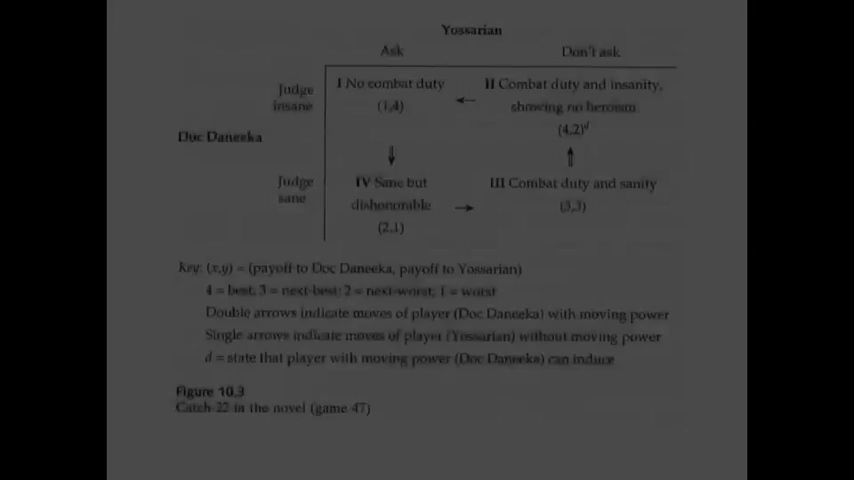 Yossarian
Ask Don't ask
Judge insane
I No combat duty
(1,4)
II Combat duty and insanity,
showing no heroism
(4,2)d
Doc Daneeka
Judge sane
IV Sane but
dishonorable
(2,1)
III Combat duty and sanity
(3,3)
Key: (x,y) = (payoff to Doc Daneeka, payoff to Yossarian)
4 = best; 3 = next-best; 2 = next-worst; 1 = worst
Double arrows indicate moves of player (Doc Daneeka) with moving power
Single arrows indicate moves of player (Yossarian) without moving power
d = state that player with moving power (Doc Daneeka) can induce
Figure 10.3
Catch 22 in the novel (game 47)